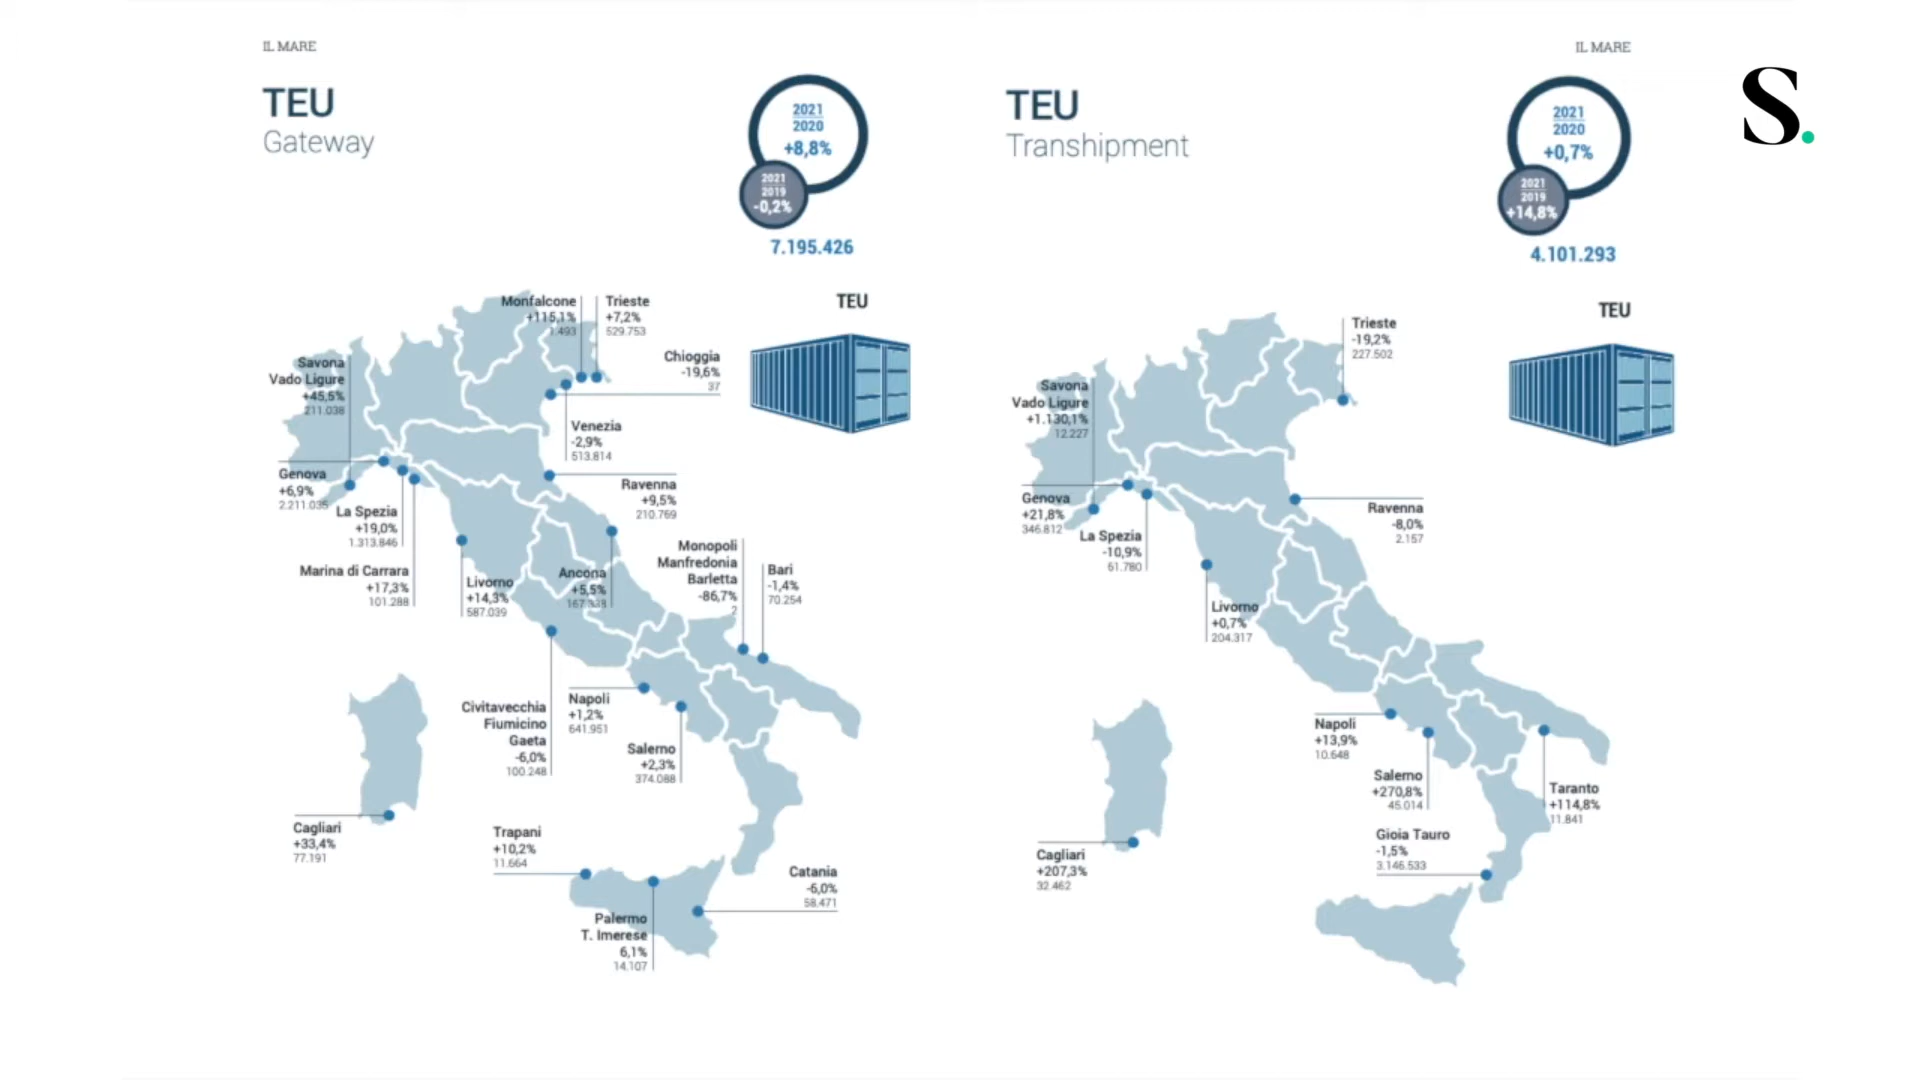 IL MARE
TEU
Gateway
2021
2020
+8,8%
2021
2019
-0,2%
7.195.426
TEU
Monfalcone
+115,1%
1.493
Trieste
+7,2%
529.753
Chioggia
-19,6%
37
Savona
Vado Ligure
+45,5%
211.038
Venezia
-2,9%
513.814
Genova
+6,9%
2.211.035
Ravenna
+9,5%
210.769
La Spezia
+19,0%
1.313.846
Marina di Carrara
+17,3%
101.288
Livorno
+14,3%
587.039
Ancona
+5,5%
Monopoli
Manfredonia
Barletta
-86,7%
2
Bari
-1,4%
70.254
Civitavecchia
Fiumicino
Gaeta
-6,0%
100.248
Napoli
+1,2%
641.951
Salerno
+2,3%
374.088
Cagliari
+33,4%
77.191
Trapani
+10,2%
11.664
Palermo
T. Imerese
6,1%
14.107
Catania
-6,0%
58.471
IL MARE
S.
TEU
Transhipment
2021
2020
+0,7%
2021
2019
+14,8%
4.101.293
TEU
Trieste
-19,2%
227.502
Savona
Vado Ligure
+1.130,1%
12.227
Genova
+21,8%
346.812
La Spezia
-10,9%
61.780
Ravenna
-8,0%
2.157
Livorno
+0,7%
204.317
Napoli
+13,9%
10.648
Salerno
+270,8%
45.014
Taranto
+114,8%
11.841
Gioia Tauro
-1,5%
3.146.533
Cagliari
+207,3%
32.462